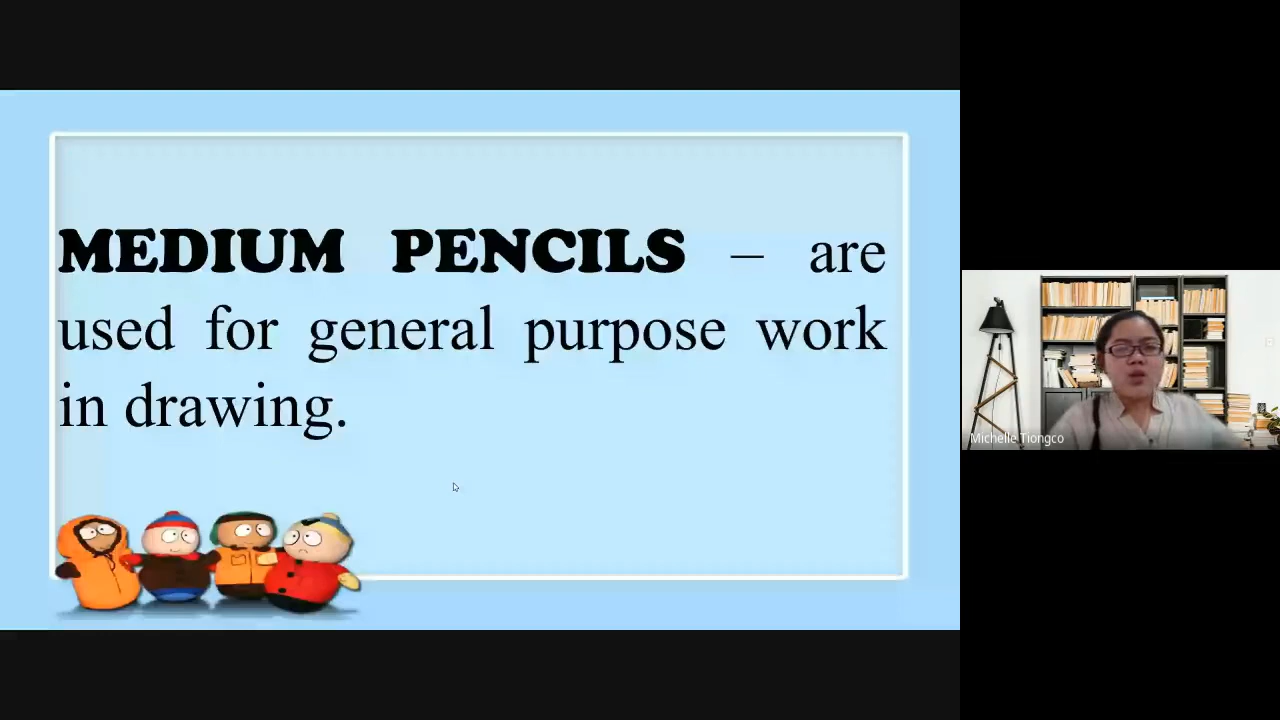 MEDIUM PENCILS – are
used for general purpose work
in drawing.
Michelle Tiongco